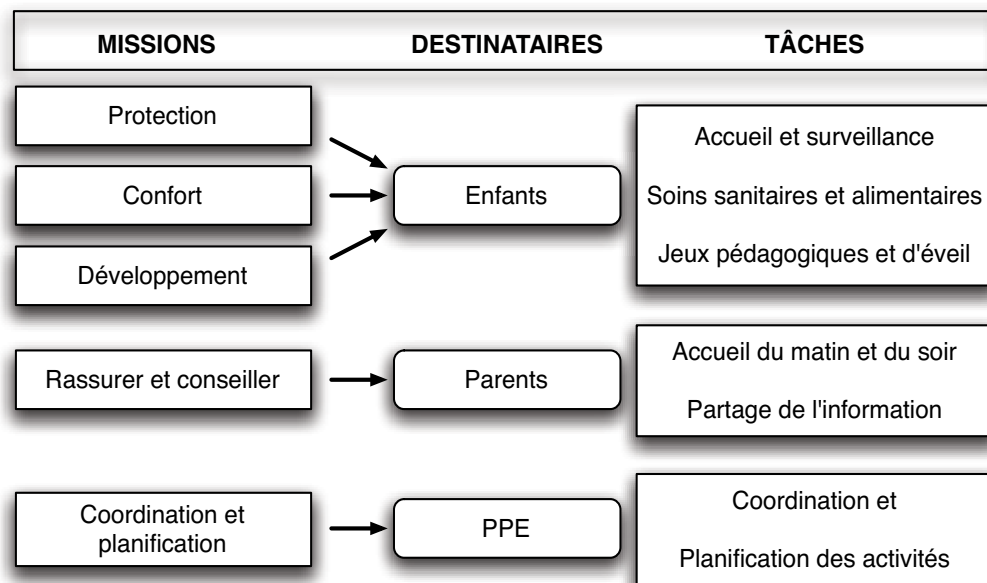 MISSIONS DESTINATAIRES TÂCHES
Protection
Confort
Développement
Enfants
Accueil et surveillance
Soins sanitaires et alimentaires
Jeux pédagogiques et d'éveil
Rassurer et conseiller
Parents
Accueil du matin et du soir
Partage de l'information
Coordination et
planification
PPE
Coordination et
Planification des activités